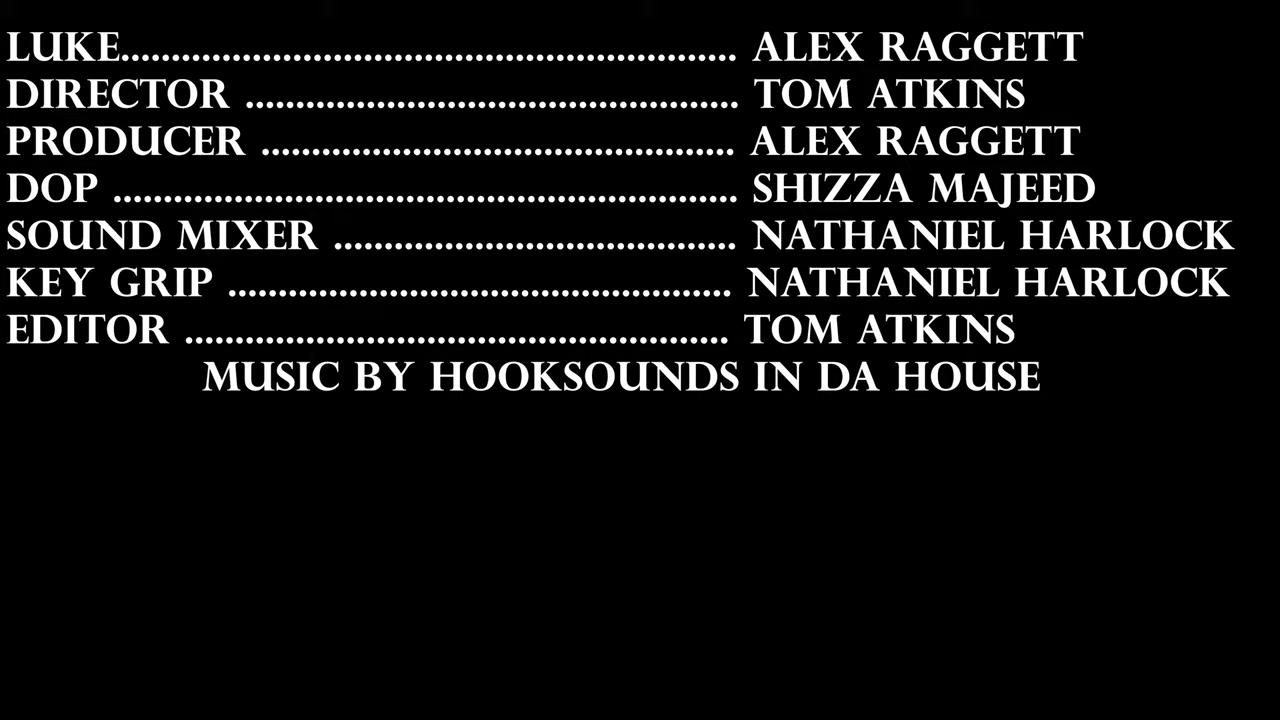 LUKE............................................................. ALEX RAGGETT
DIRECTOR ................................................. TOM ATKINS
PRODUCER ............................................... ALEX RAGGETT
DOP .............................................................. SHIZZA MAJEED
SOUND MIXER ........................................ NATHANIEL HARLOCK
KEY GRIP .................................................. NATHANIEL HARLOCK
EDITOR ...................................................... TOM ATKINS
MUSIC BY HOOKSOUNDS IN DA HOUSE